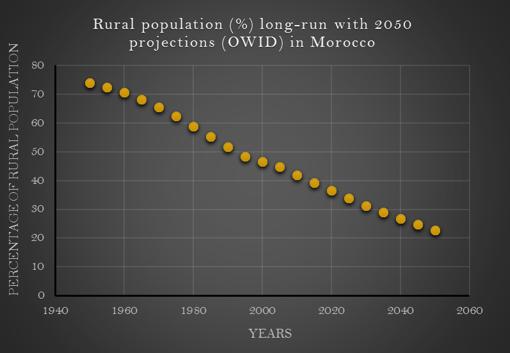 Rural population (%) long-run with 2050
projections (OWID) in Morocco
PERCENTAGE OF RURAL POPULATION
80
70
60
50
40
30
20
10
0
1940 1960 1980 2000 2020 2040 2060
YEARS